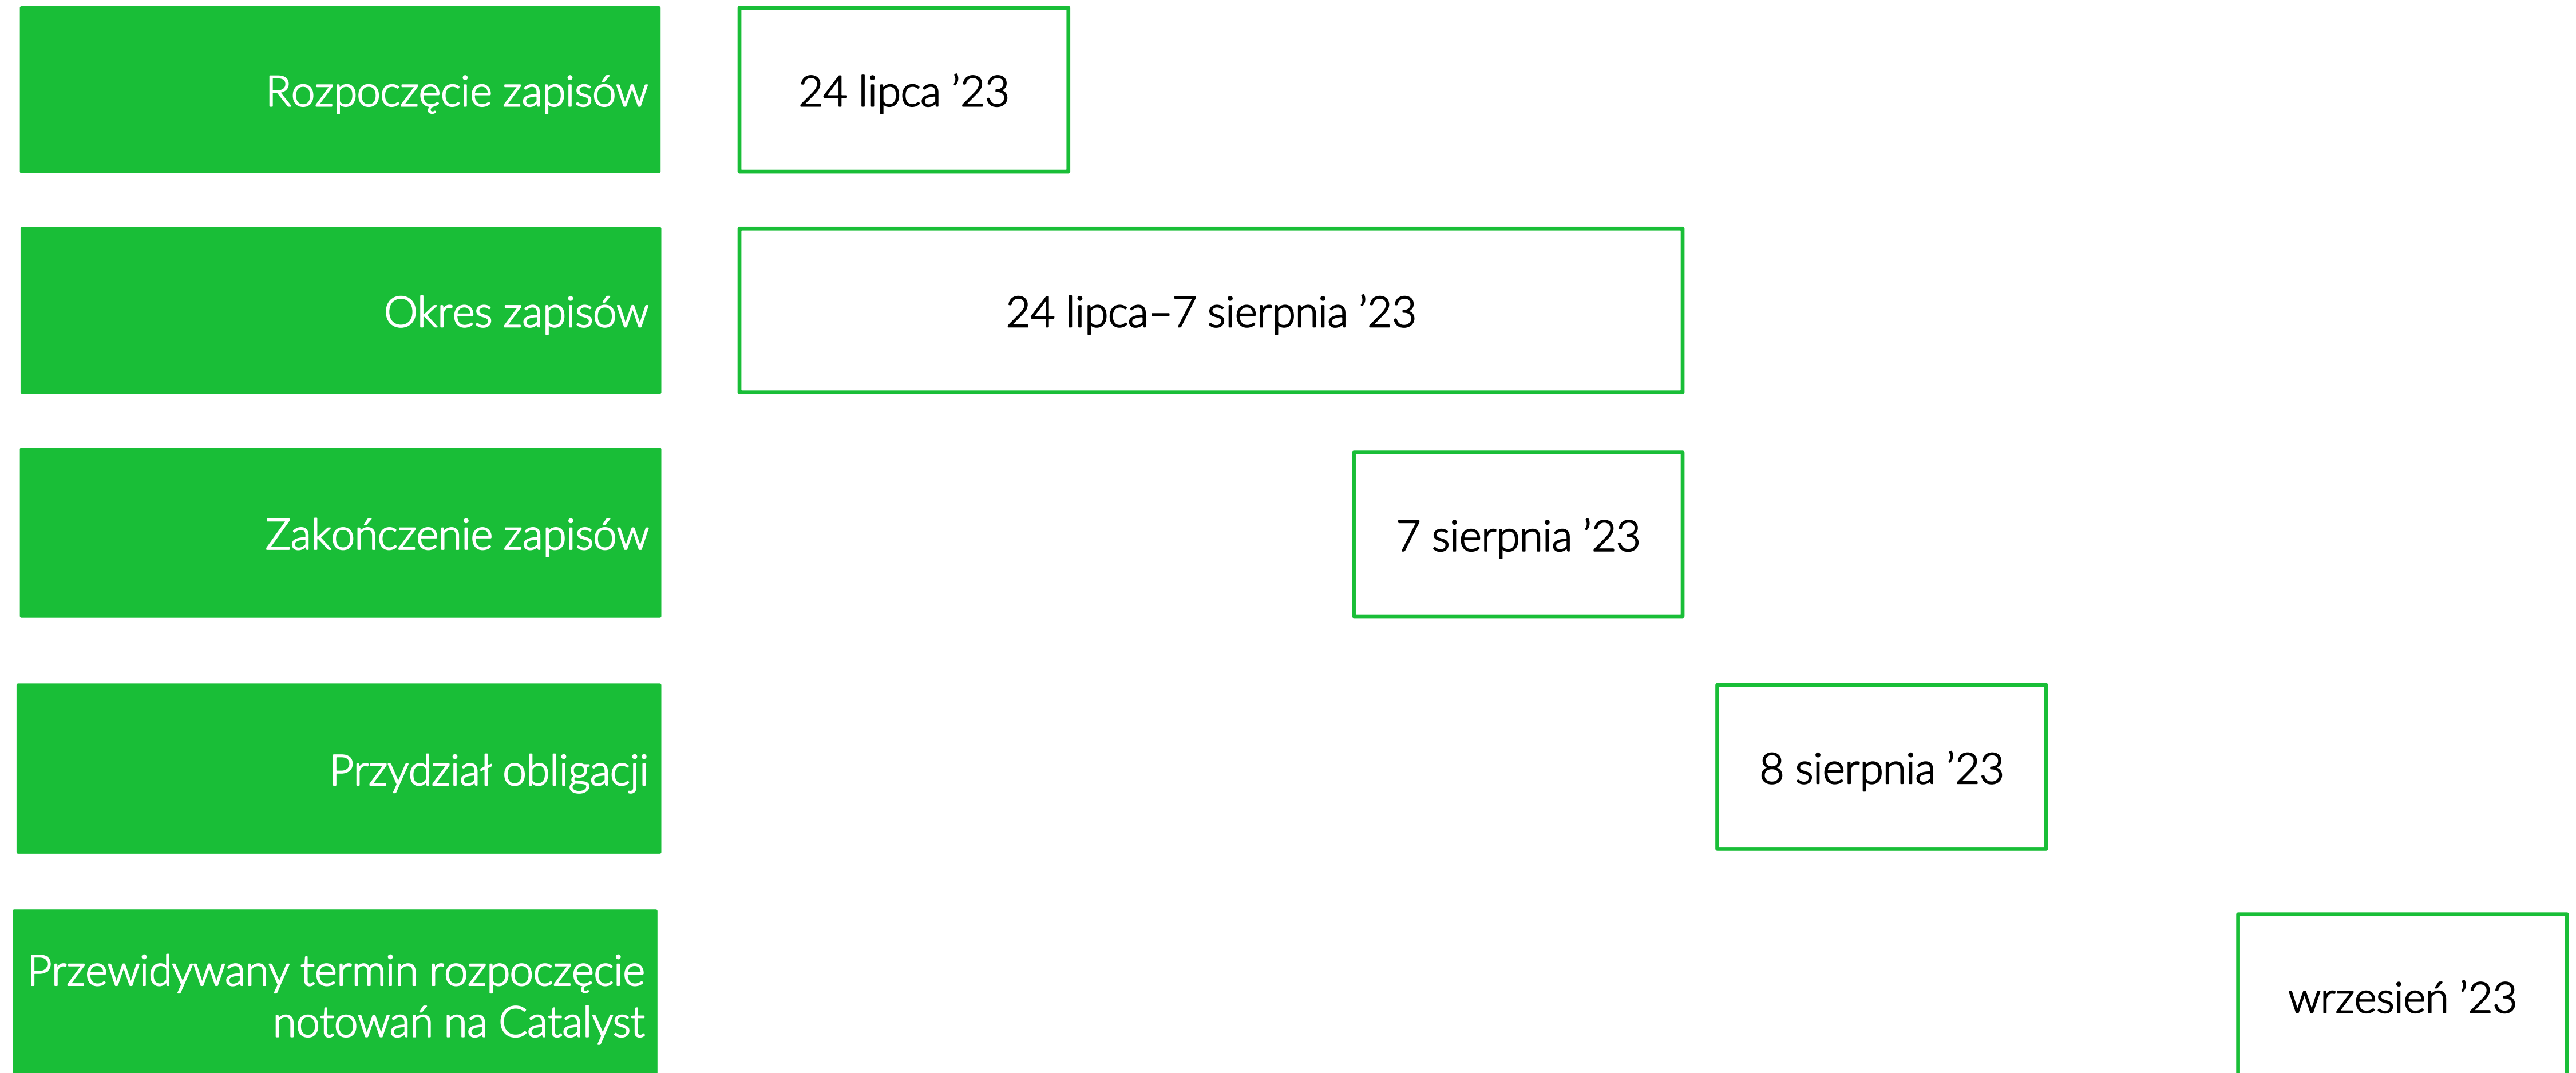 Rozpoczęcie zapisów
24 lipca ’23
Okres zapisów
24 lipca–7 sierpnia ’23
Zakończenie zapisów
7 sierpnia ’23
Przydział obligacji
8 sierpnia ’23
Przewidywany termin rozpoczęcie
notowań na Catalyst
wrzesień ’23